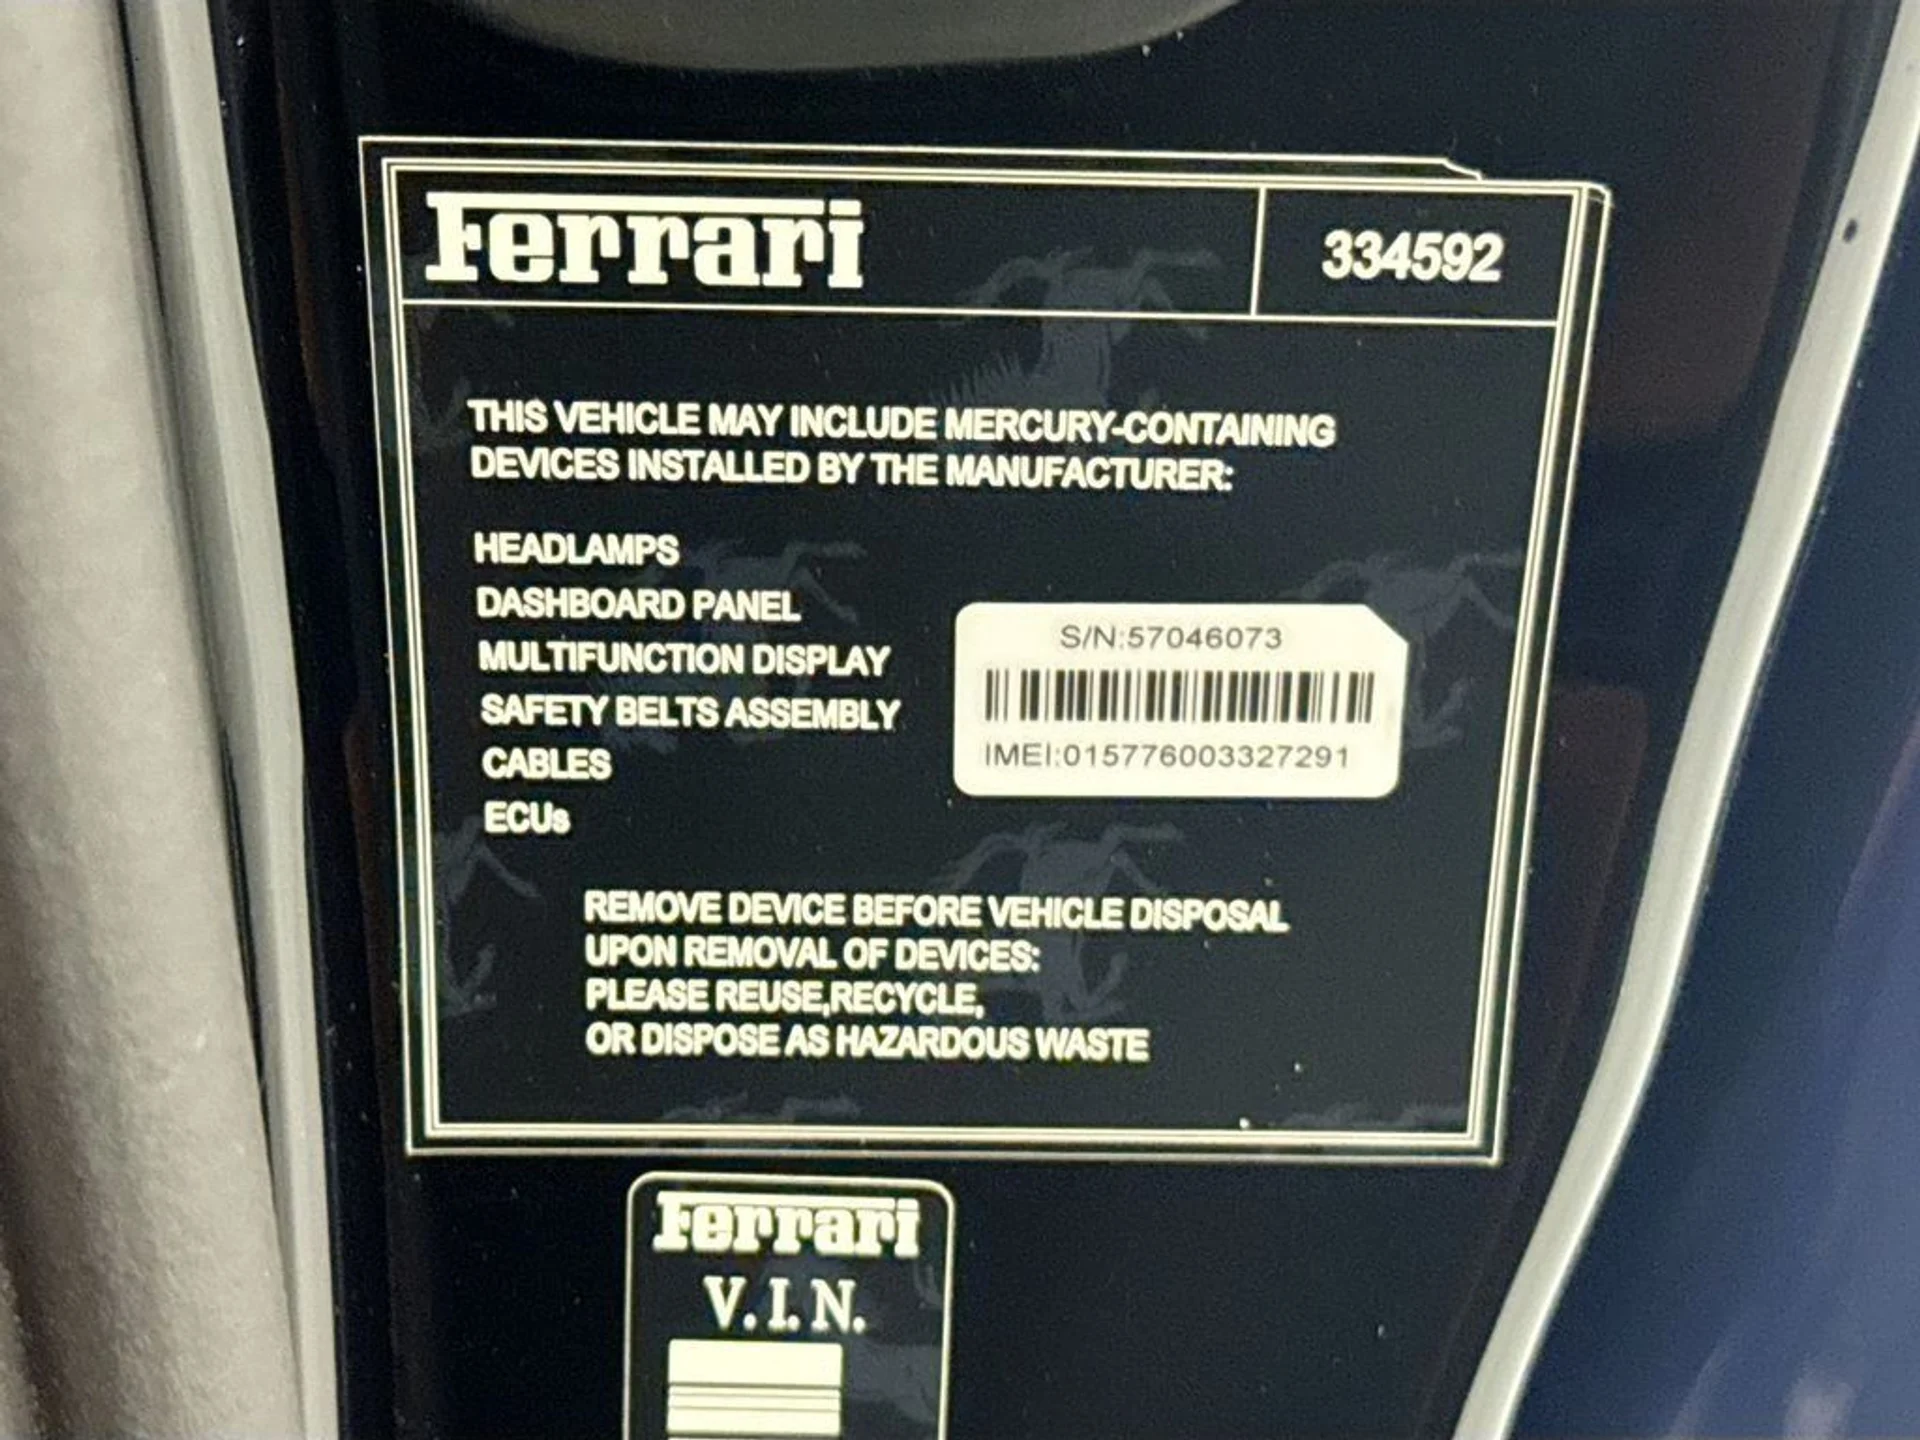 Ferrari 334592
THIS VEHICLE MAY INCLUDE MERCURY-CONTAINING
DEVICES INSTALLED BY THE MANUFACTURER:
HEADLAMPS
DASHBOARD PANEL
MULTIFUNCTION DISPLAY
SAFETY BELTS ASSEMBLY
CABLES
ECUs
S/N:57046073
IMEI:015776003327291
REMOVE DEVICE BEFORE VEHICLE DISPOSAL
UPON REMOVAL OF DEVICES:
PLEASE REUSE,RECYCLE,
OR DISPOSE AS HAZARDOUS WASTE
Ferrari
V.I.N.